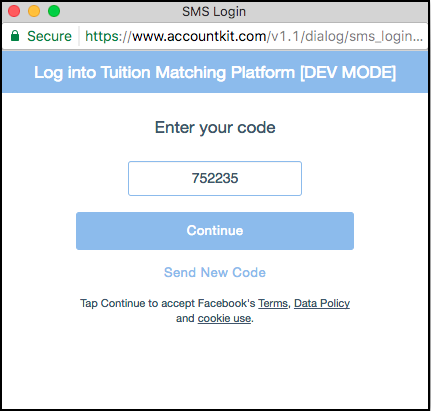 SMS Login
Secure https://www.accountkit.com/v1.1/dialog/sms_login...
Log into Tuition Matching Platform [DEV MODE]
Enter your code
752235
Continue
Send New Code
Tap Continue to accept Facebook's Terms, Data Policy
and cookie use.